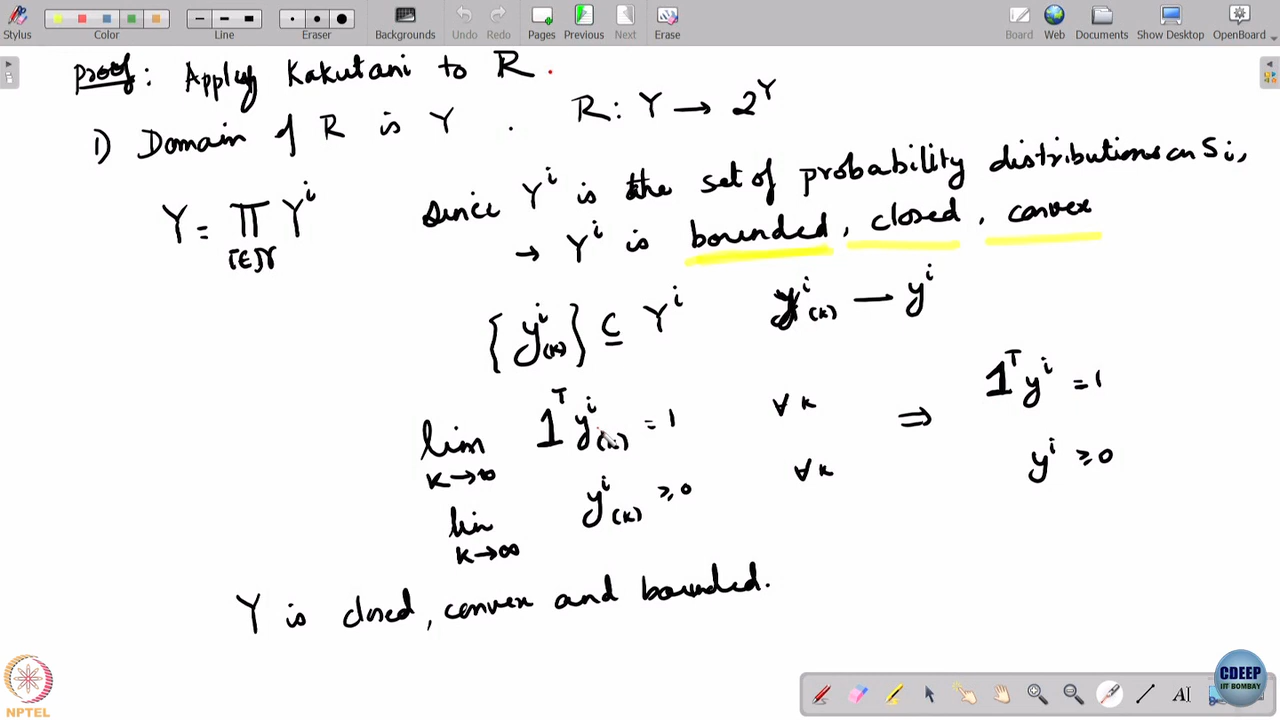 Stylus Color Line Eraser Backgrounds Undo Redo Pages Previous Next Erase Board Web Documents Show Desktop OpenBoard
Proof: Apply Kakutani to R.
1) Domain of R is Y. R: Y → 2^Y
Y = ∏ Y^i since Y^i is the set of probability distributions on S_i,
→ Y^i is bounded, closed, convex
{y^i_(k)} ⊆ Y^i y^i_(k) → y^i
lim k→∞ 1^T y^i_(k) = 1 ∀k ⇒ 1^T y^i = 1
lim k→∞ y^i_(k) ≥ 0 ∀k y^i ≥ 0
Y is closed, convex and bounded.
NPTEL
CDEEP
IIT BOMBAY